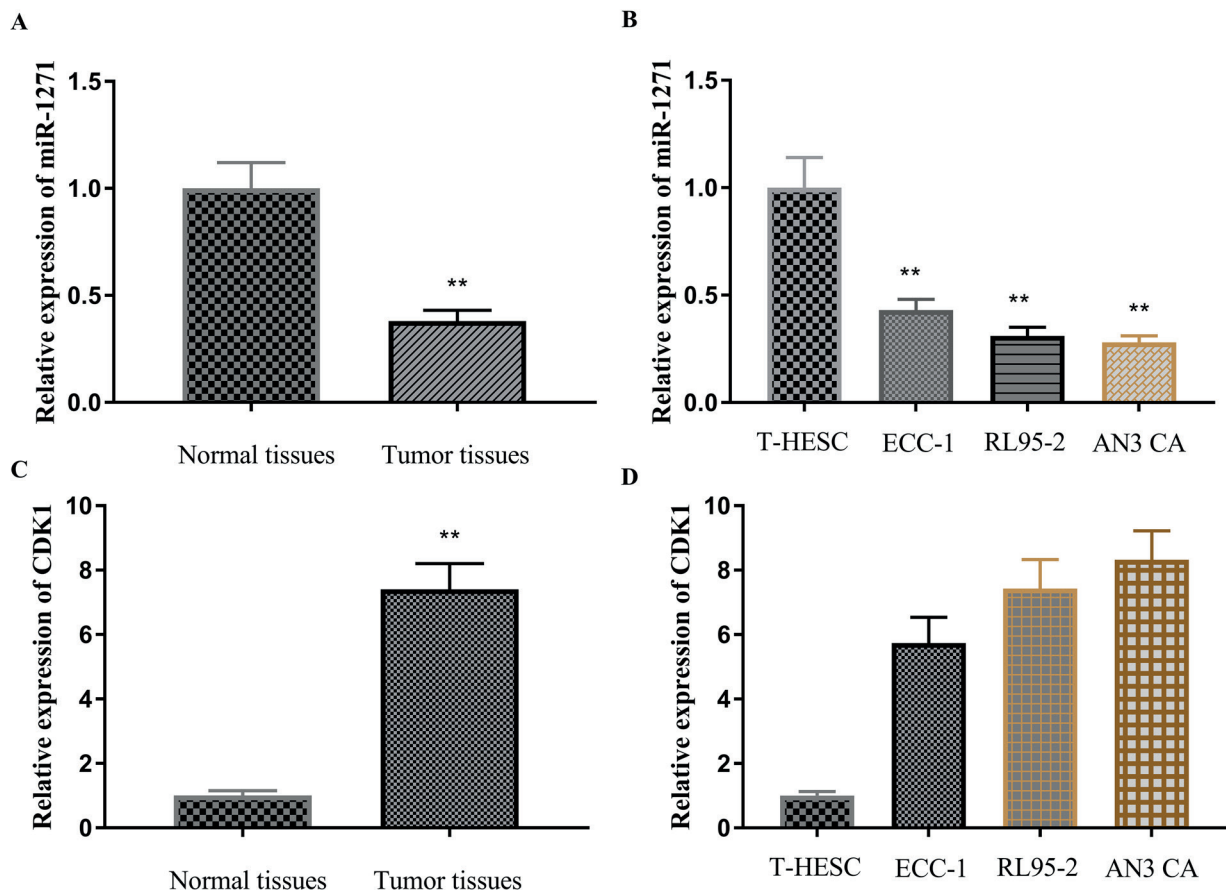 A
Relative expression of miR-1271
1.5
1.0
0.5
0.0
**
Normal tissues
Tumor tissues
B
Relative expression of miR-1271
1.5
1.0
0.5
0.0
**
**
**
T-HESC
ECC-1
RL95-2
AN3 CA
C
Relative expression of CDK1
10
8
6
4
2
0
**
Normal tissues
Tumor tissues
D
Relative expression of CDK1
10
8
6
4
2
0
T-HESC
ECC-1
RL95-2
AN3 CA